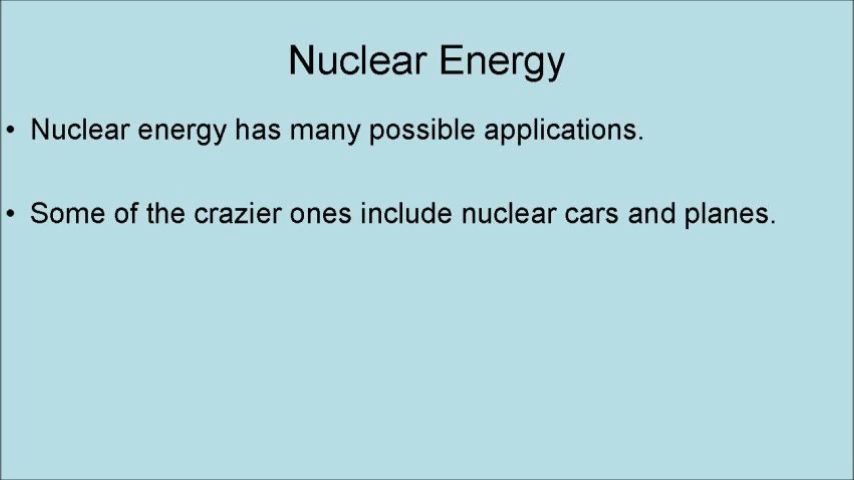 Nuclear Energy
• Nuclear energy has many possible applications.
• Some of the crazier ones include nuclear cars and planes.